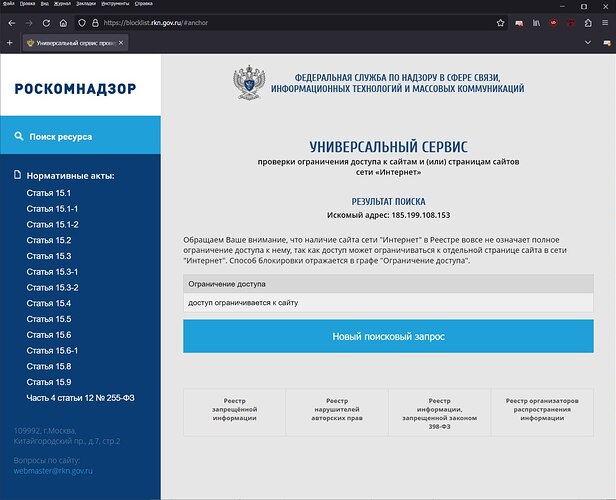 Файл Правка Вид Журнал Закладки Инструменты Справка
https://blocklist.rkn.gov.ru/#anchor
Универсальный сервис прове
РОСКОМНАДЗОР
ФЕДЕРАЛЬНАЯ СЛУЖБА ПО НАДЗОРУ В СФЕРЕ СВЯЗИ,
ИНФОРМАЦИОННЫХ ТЕХНОЛОГИЙ И МАССОВЫХ КОММУНИКАЦИЙ
Поиск ресурса
Нормативные акты:
Статья 15.1
Статья 15.1-1
Статья 15.1-2
Статья 15.2
Статья 15.3
Статья 15.3-1
Статья 15.3-2
Статья 15.4
Статья 15.5
Статья 15.6
Статья 15.6-1
Статья 15.8
Статья 15.9
Часть 4 статьи 12 № 255-ФЗ
109992, г.Москва,
Китайгородский пр., д.7, стр.2
Вопросы по сайту:
webmaster@rkn.gov.ru
УНИВЕРСАЛЬНЫЙ СЕРВИС
проверки ограничения доступа к сайтам и (или) страницам сайтов
сети «Интернет»
РЕЗУЛЬТАТ ПОИСКА
Искомый адрес: 185.199.108.153
Обращаем Ваше внимание, что наличие сайта сети "Интернет" в Реестре вовсе не означает полное
ограничение доступа к нему, так как доступ может ограничиваться к отдельной странице сайта в сети
"Интернет". Способ блокировки отражается в графе "Ограничение доступа".
Ограничение доступа
доступ ограничивается к сайту
Новый поисковый запрос
Реестр
запрещённой
информации
Реестр
нарушителей
авторских прав
Реестр
информации,
запрещенной законом
398-ФЗ
Реестр организаторов
распространения
информации